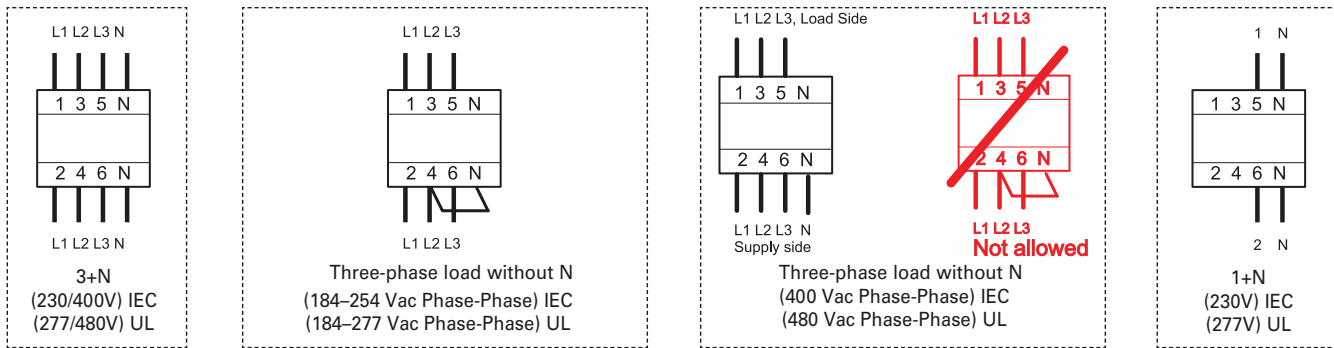 L1 L2 L3 N
1 3 5 N
2 4 6 N
L1 L2 L3 N
3+N
(230/400V) IEC
(277/480V) UL
L1 L2 L3
1 3 5 N
2 4 6 N
L1 L2 L3
Three-phase load without N
(184–254 Vac Phase-Phase) IEC
(184–277 Vac Phase-Phase) UL
L1 L2 L3, Load Side
1 3 5 N
2 4 6 N
L1 L2 L3 N
Supply side
L1 L2 L3
1 3 5 N
2 4 6 N
L1 L2 L3
Not allowed
Three-phase load without N
(400 Vac Phase-Phase) IEC
(480 Vac Phase-Phase) UL
1 N
1 3 5 N
2 4 6 N
2 N
1+N
(230V) IEC
(277V) UL